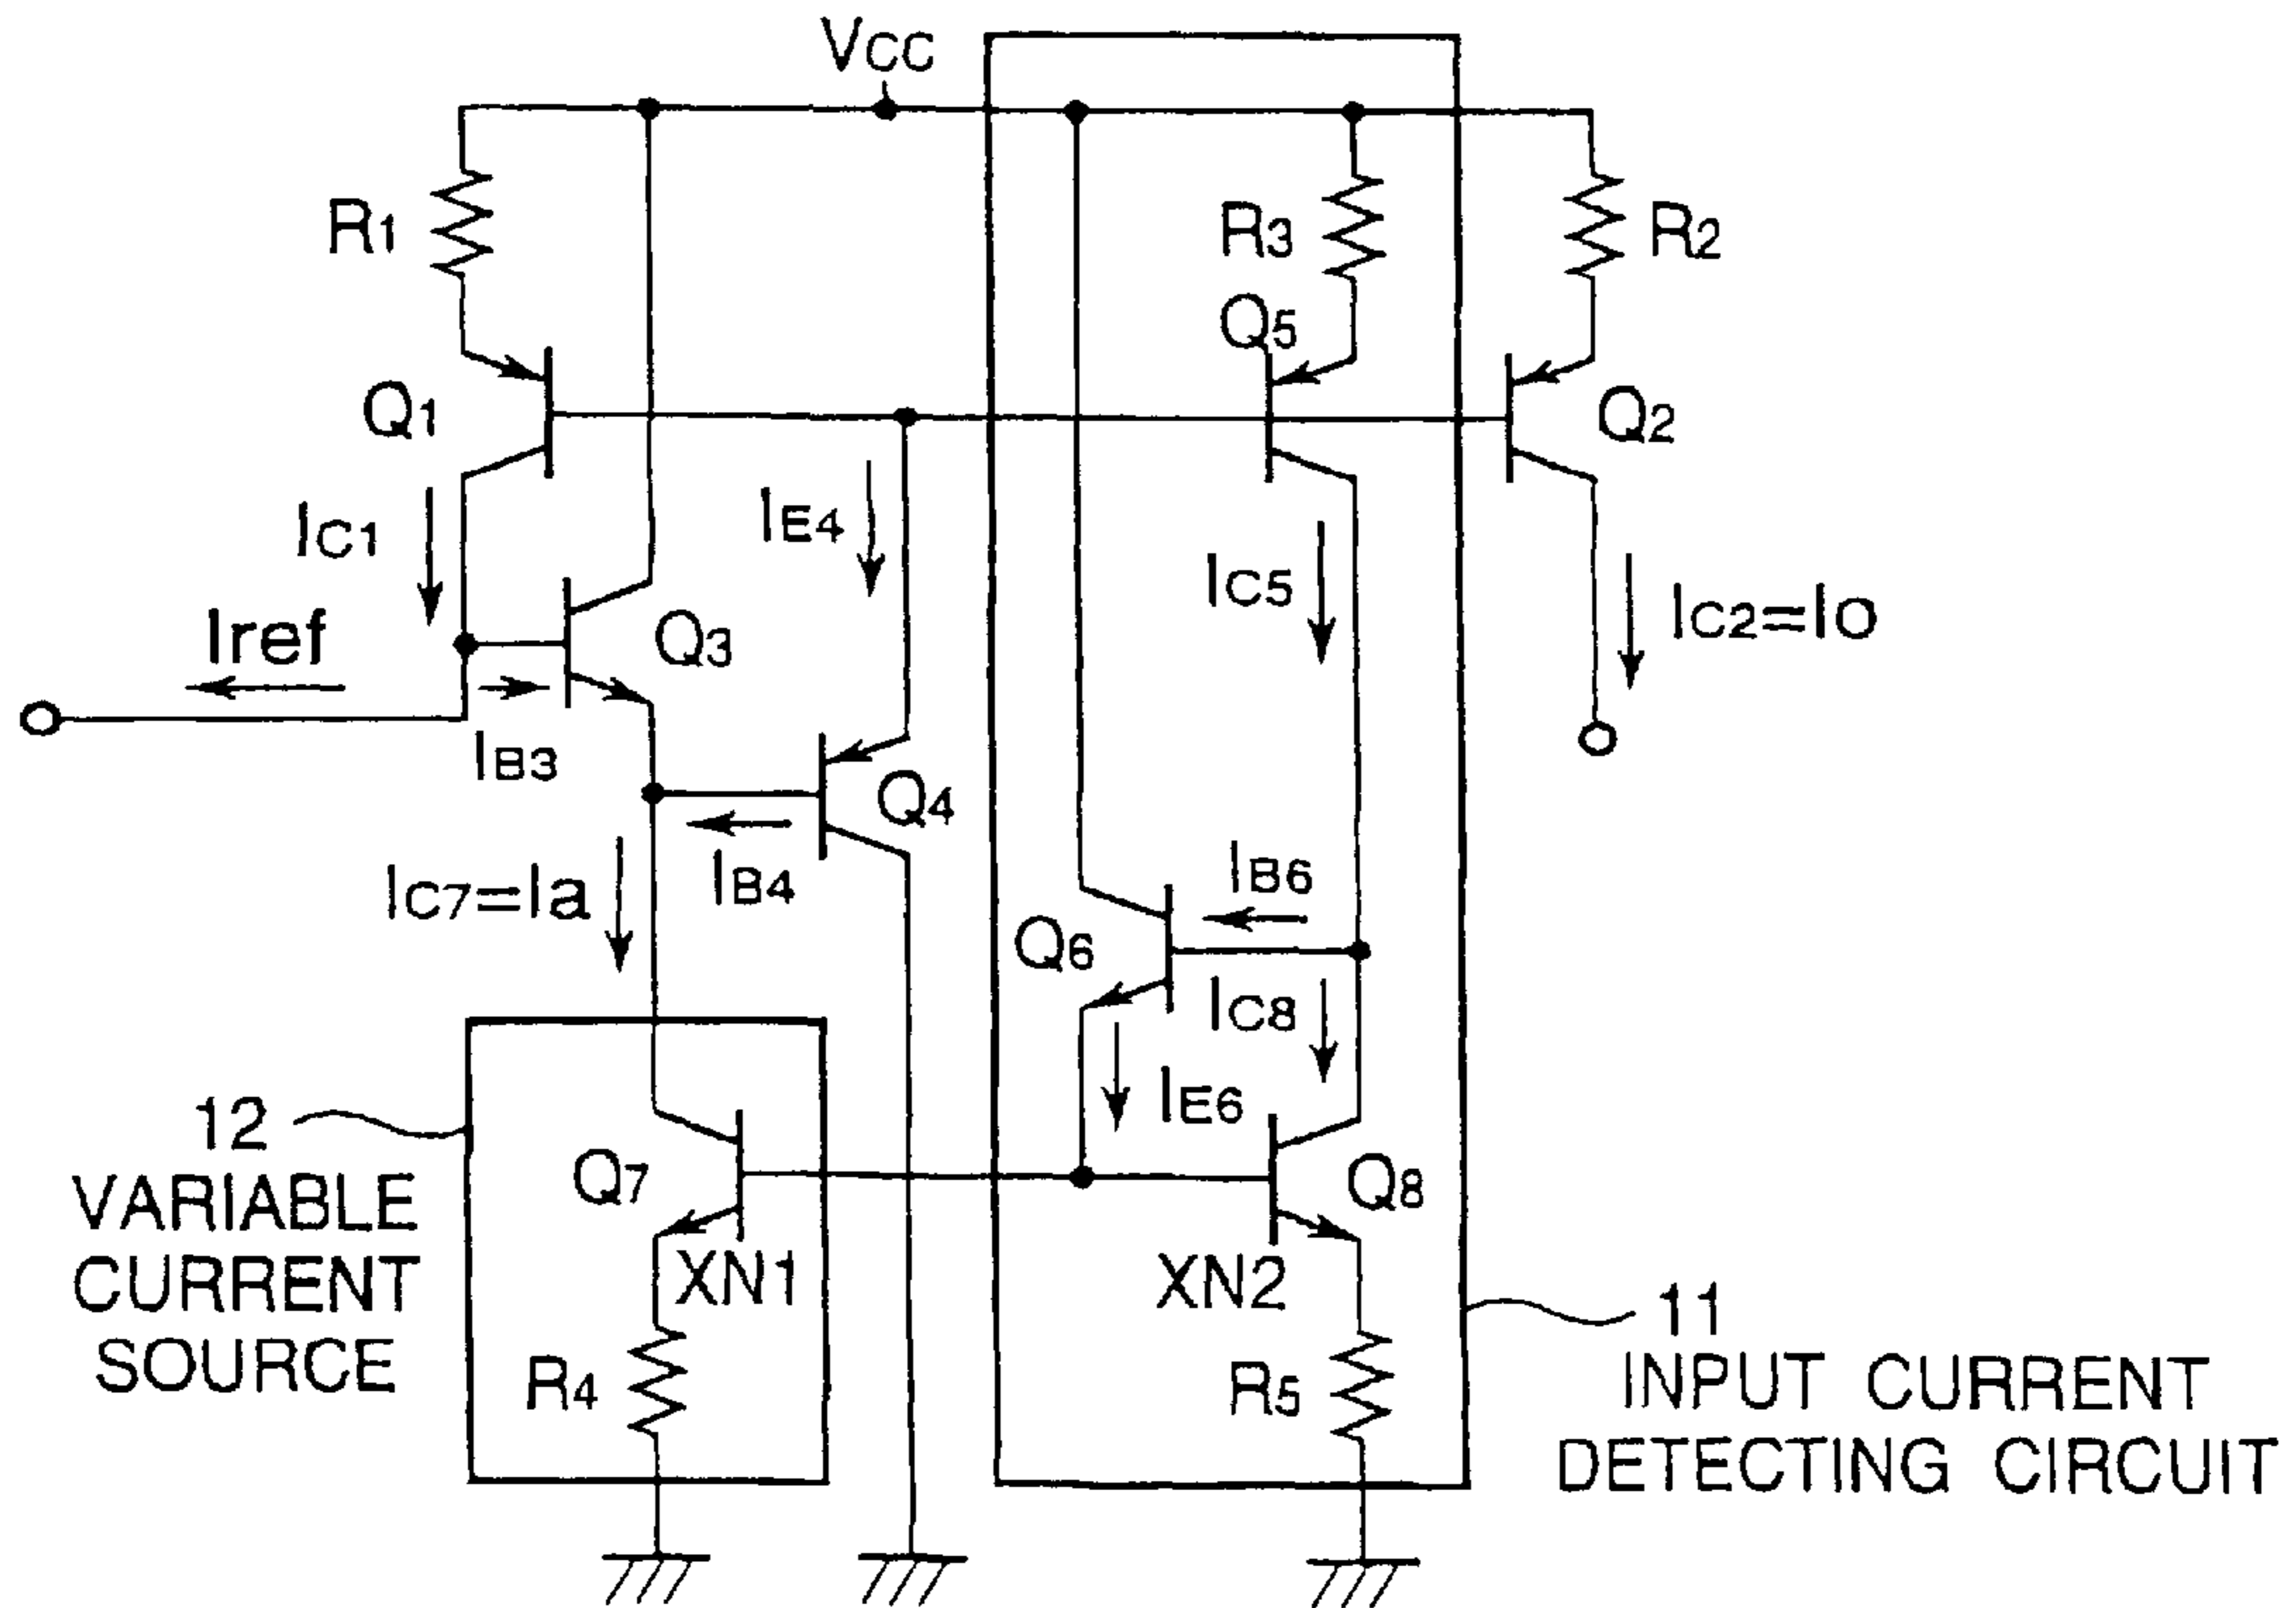 VCC
R1
R3
R2
Q5
Q1
Q2
IC1
IE4
IC5
IC2=Io
Iref
Q3
IB3
Q4
IC7=Ia
IB4
IB6
Q6
IC8
IE6
12
VARIABLE
CURRENT
SOURCE
Q7
XN1
R4
Q8
XN2
R5
11
INPUT CURRENT
DETECTING CIRCUIT